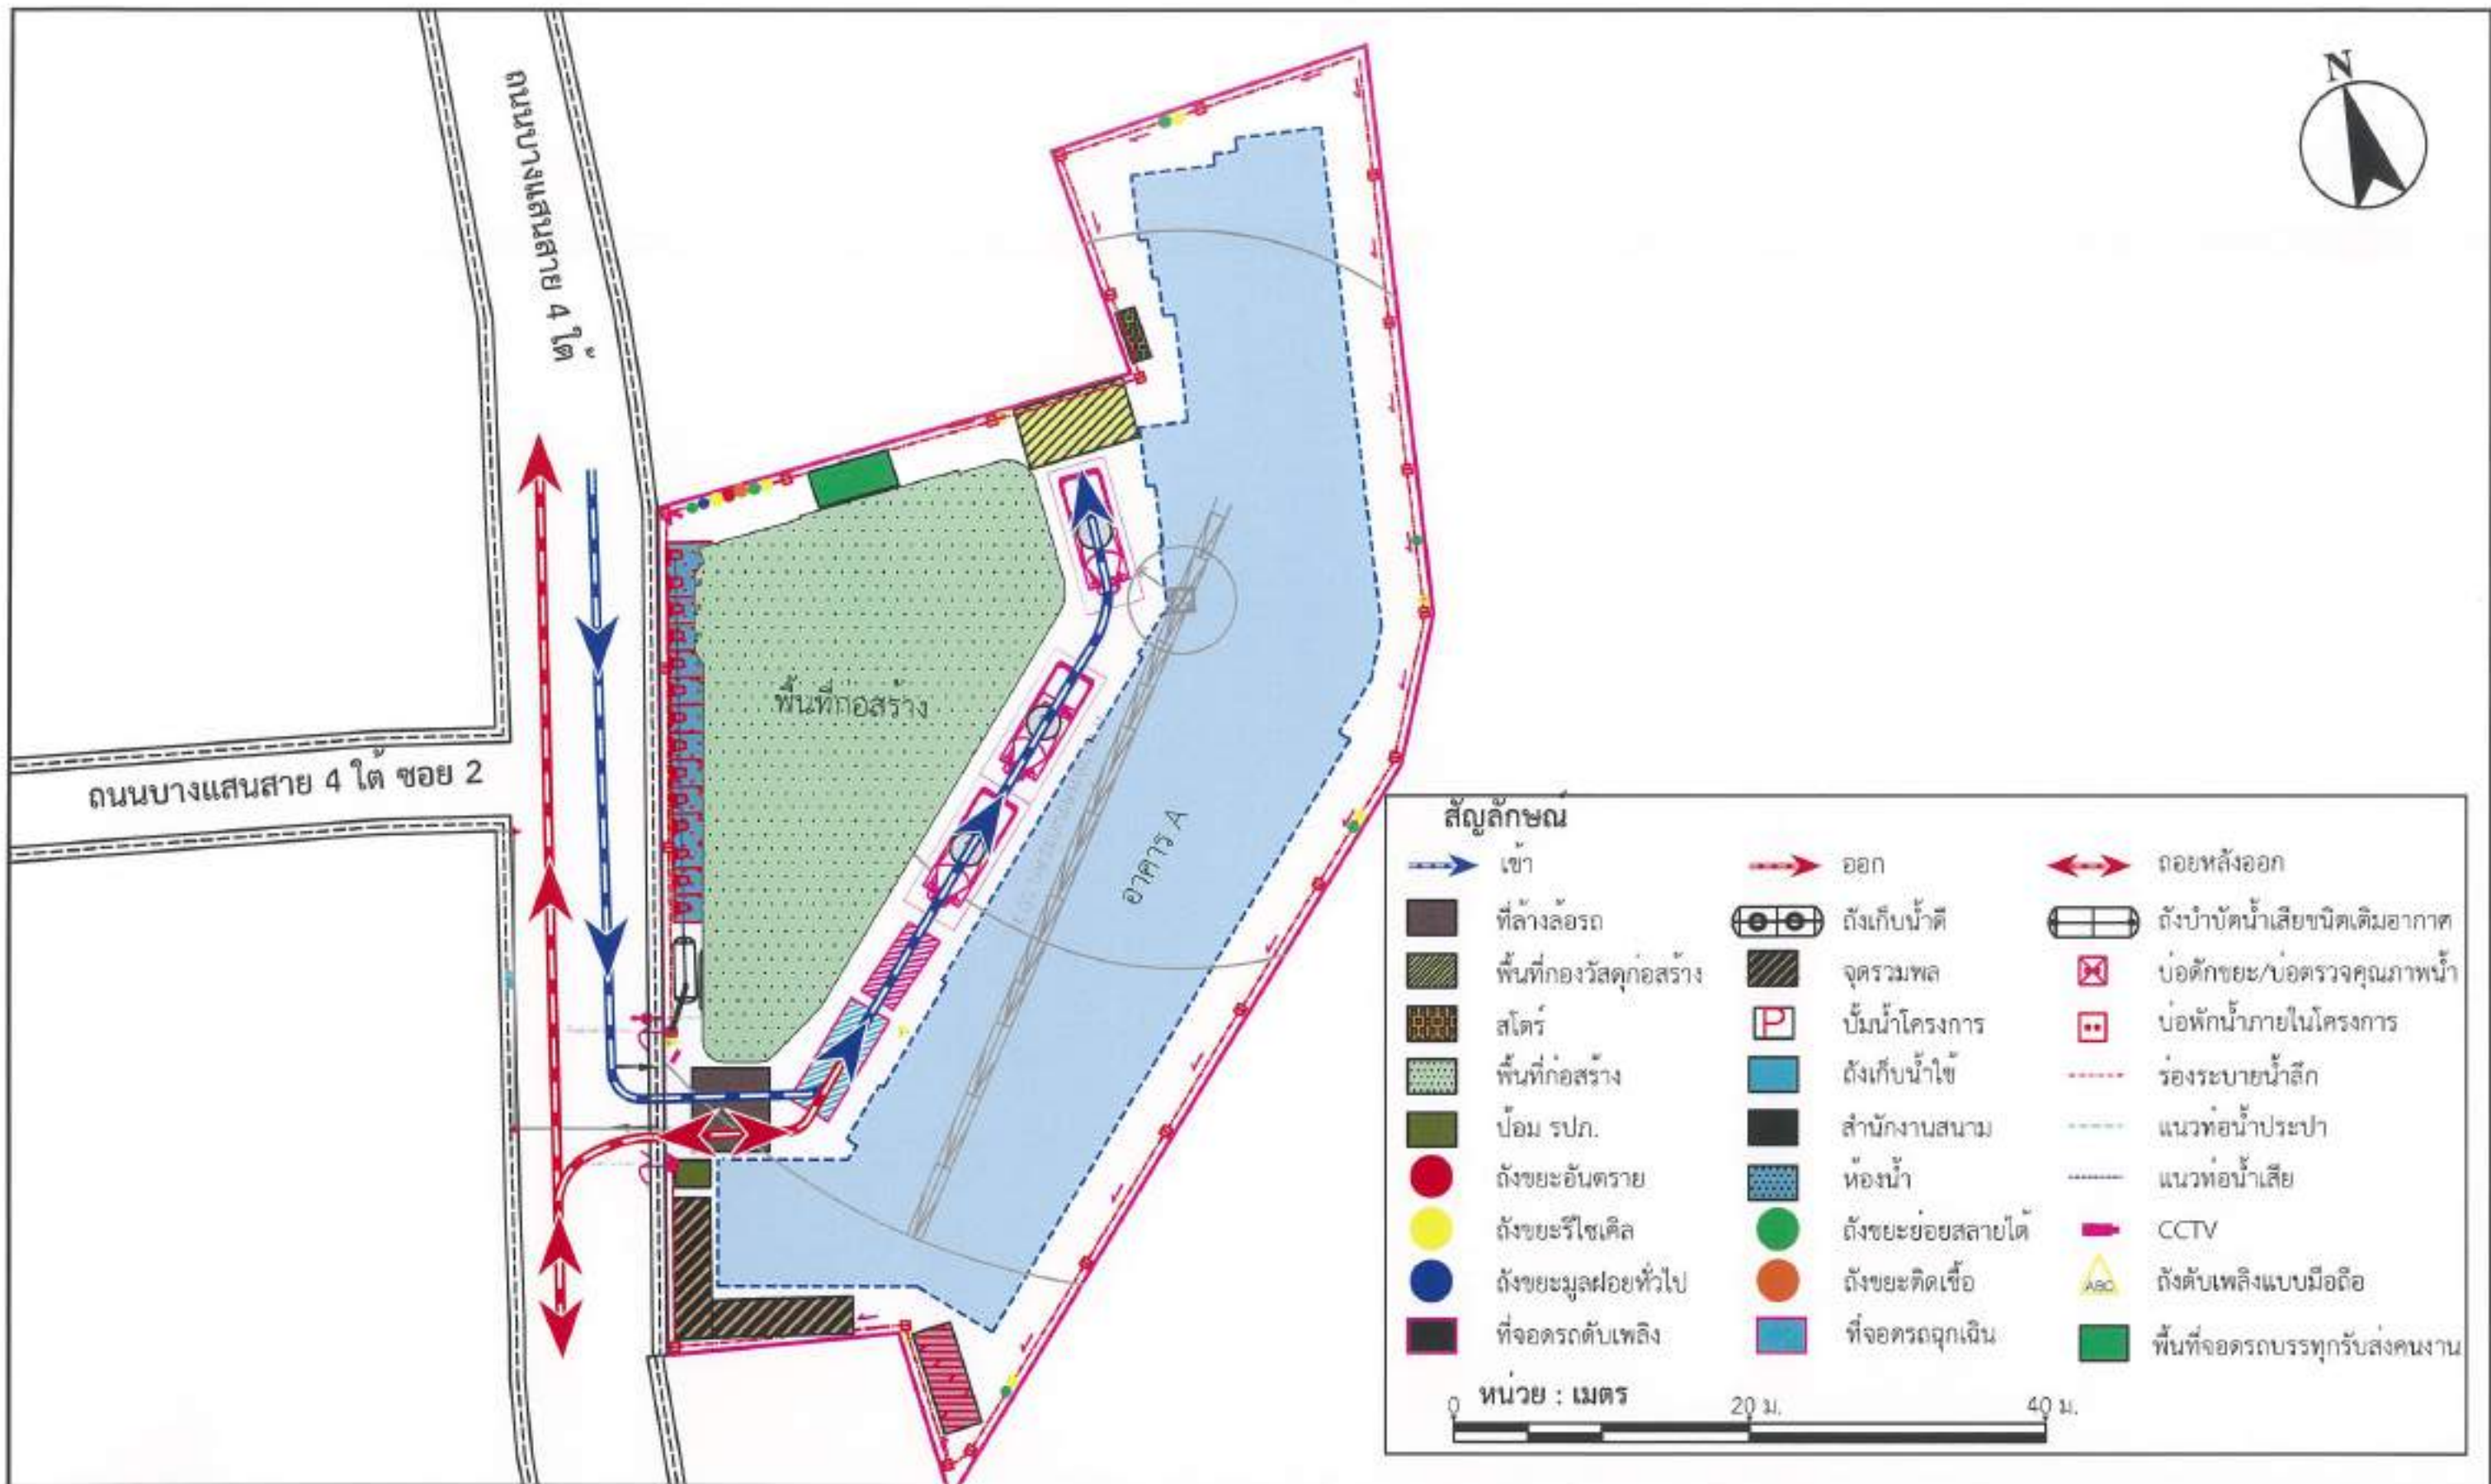 N
ถนนบางแสนสาย 4 ใต้
พื้นที่ก่อสร้าง
ถนนบางแสนสาย 4 ใต้ ซอย 2
อาคาร A
สัญลักษณ์
เข้า
ออก
ถอยหลังออก
ที่ล้างล้อรถ
ถังเก็บน้ำดี
ถังบำบัดน้ำเสียชนิดเติมอากาศ
พื้นที่กองวัสดุก่อสร้าง
จุดรวมพล
บ่อดักขยะ/บ่อตรวจคุณภาพน้ำ
สโตร์
P
ปั้มน้ำโครงการ
บ่อพักน้ำภายในโครงการ
พื้นที่ก่อสร้าง
ถังเก็บน้ำใช้
ร่องระบายน้ำลึก
ป้อม รปภ.
สำนักงานสนาม
แนวท่อน้ำประปา
ถังขยะอันตราย
ห้องน้ำ
แนวท่อน้ำเสีย
ถังขยะรีไซเคิล
ถังขยะย่อยสลายได้
CCTV
ถังขยะมูลฝอยทั่วไป
ถังขยะติดเชื้อ
ABC
ถังดับเพลิงแบบมือถือ
ที่จอดรถดับเพลิง
ที่จอดรถฉุกเฉิน
พื้นที่จอดรถบรรทุกรับส่งคนงาน
หน่วย : เมตร
0 20 ม. 40 ม.